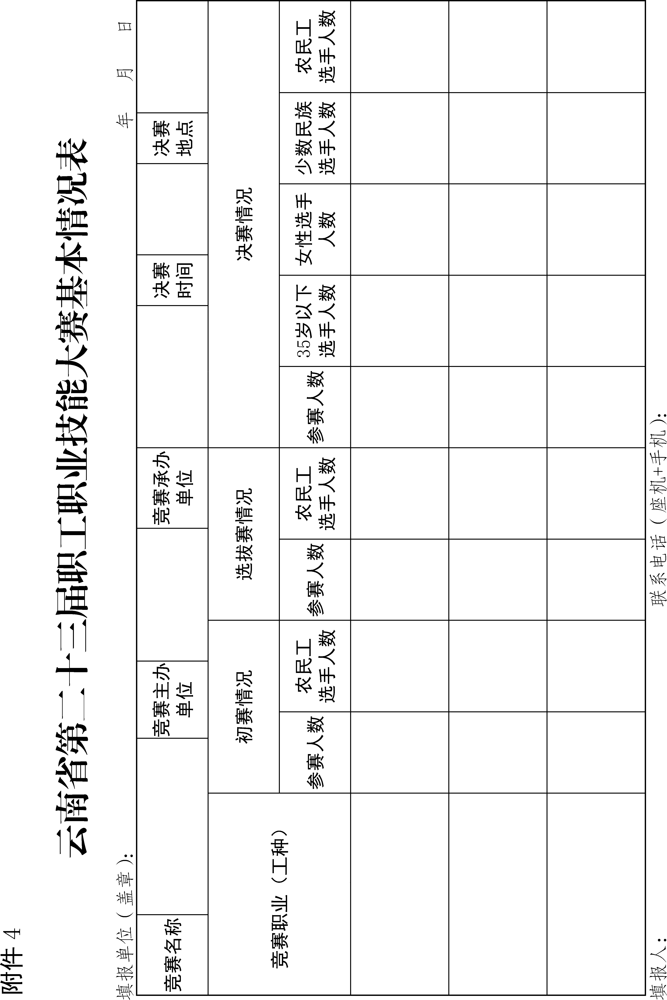 附件 4
云南省第二十三届职工职业技能大赛基本情况表
填报单位（盖章）： 年 月 日
竞赛名称 竞赛主办单位 竞赛承办单位 决赛时间 决赛地点
竞赛职业（工种） 初赛情况 选拔赛情况 决赛情况
参赛人数 农民工选手人数 参赛人数 农民工选手人数 参赛人数 35岁以下选手人数 女性选手人数 少数民族选手人数 农民工选手人数
填报人： 联系电话（座机+手机）：